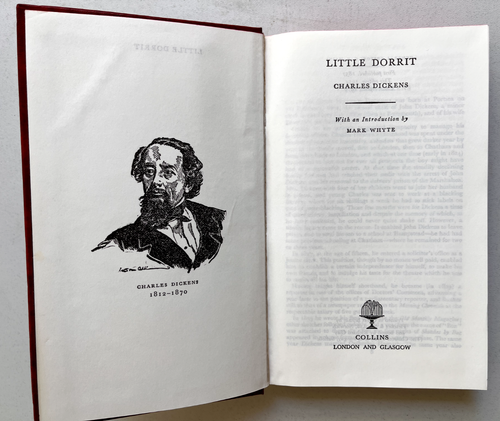 CHARLES DICKENS
1812–1870
LITTLE DORRIT
CHARLES DICKENS
With an Introduction by
MARK WHYTE
COLLINS
LONDON AND GLASGOW